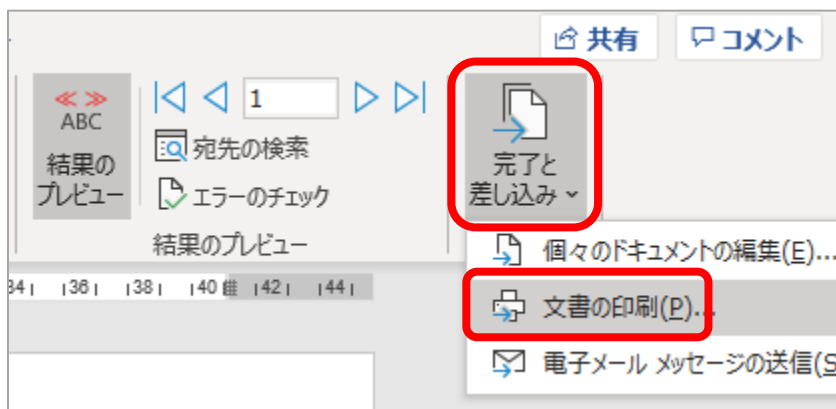 共有 コメント
ABC
結果の
プレビュー
1
宛先の検索
エラーのチェック
結果のプレビュー
完了と
差し込み
個々のドキュメントの編集(E)...
文書の印刷(P)...
電子メール メッセージの送信(S
34 36 38 40 42 44